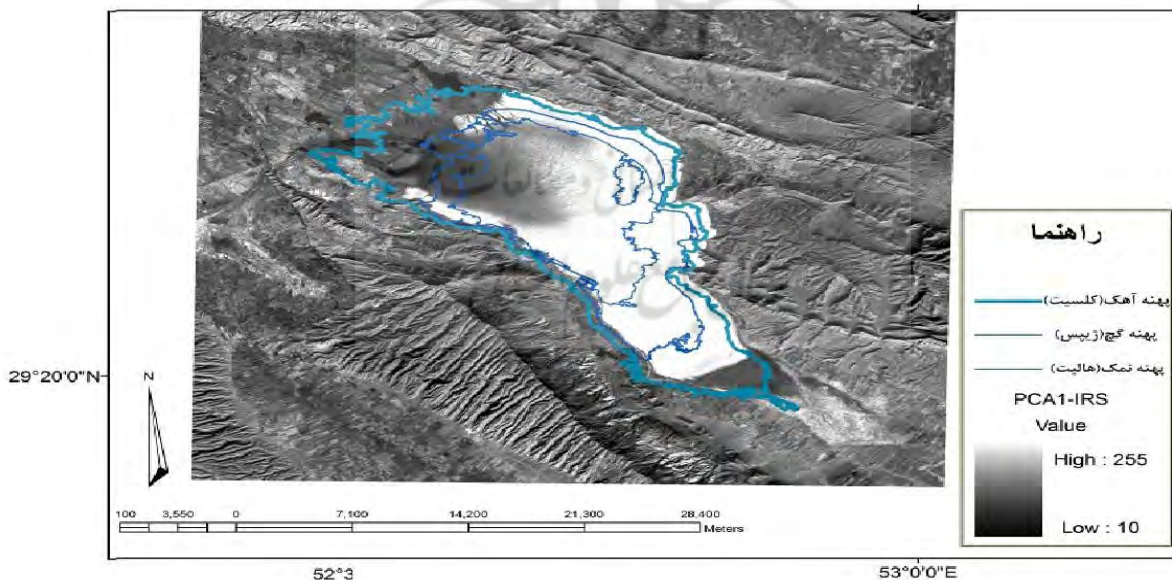 راهنما
پهنه آهک(کلسیت)
پهنه گچ(ژیپس)
پهنه نمک(هالیت)
PCA1-IRS
Value
High : 255
Low : 10
29°20'0"N
N
100 3,550 0 7,100 14,200 21,300 28,400
Meters
52°3
53°0'0"E